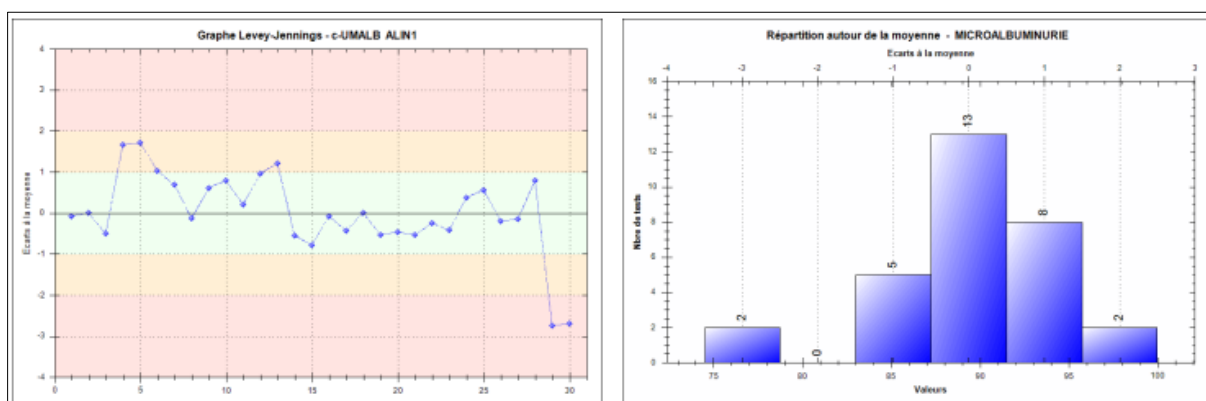 Graphe Levey-Jennings - c-UMALB ALIN1
Ecarts à la moyenne
4
3
2
1
0
-1
-2
-3
-4
0 5 10 15 20 25 30
Répartition autour de la moyenne - MICROALBUMINURIE
Ecarts à la moyenne
-4 -3 -2 -1 0 1 2 3
Nbre de tests
16
14
12
10
8
6
4
2
0
2 0 5 13 8 2
75 80 85 90 95 100
Valeurs